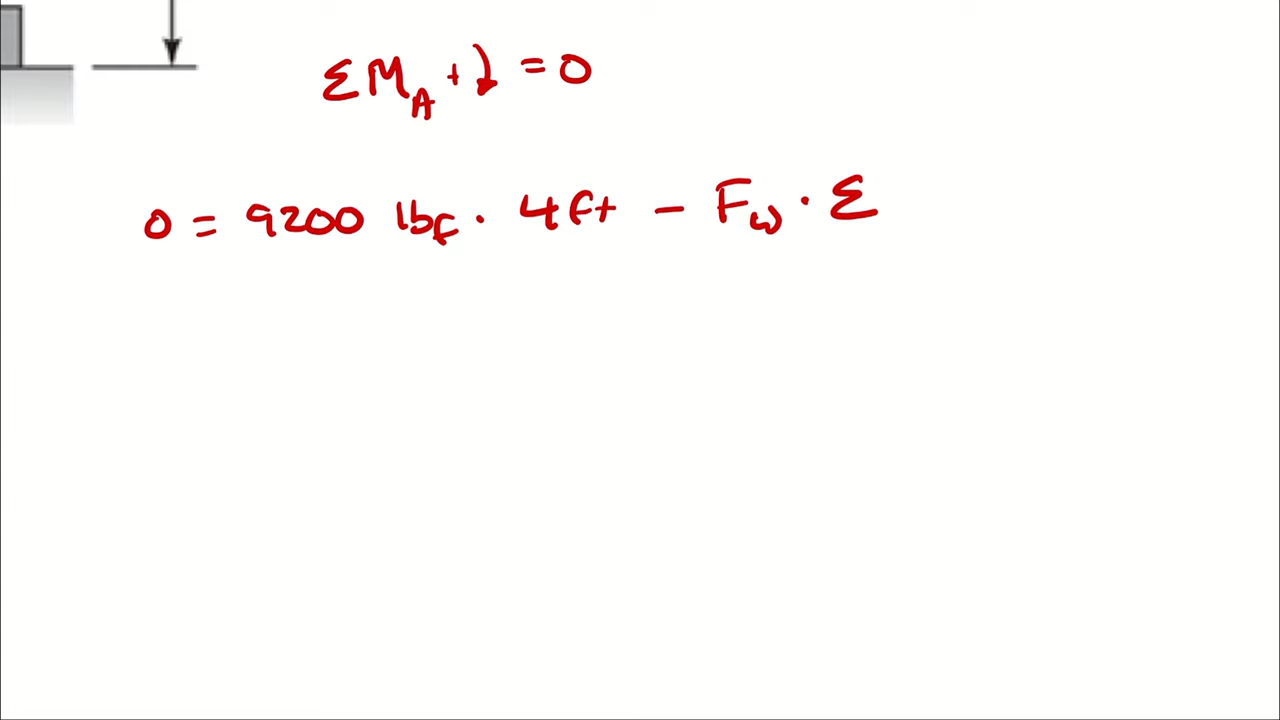 ΣM_A + ↓ = 0
0 = 9200 lbf · 4ft - F_w · Σ